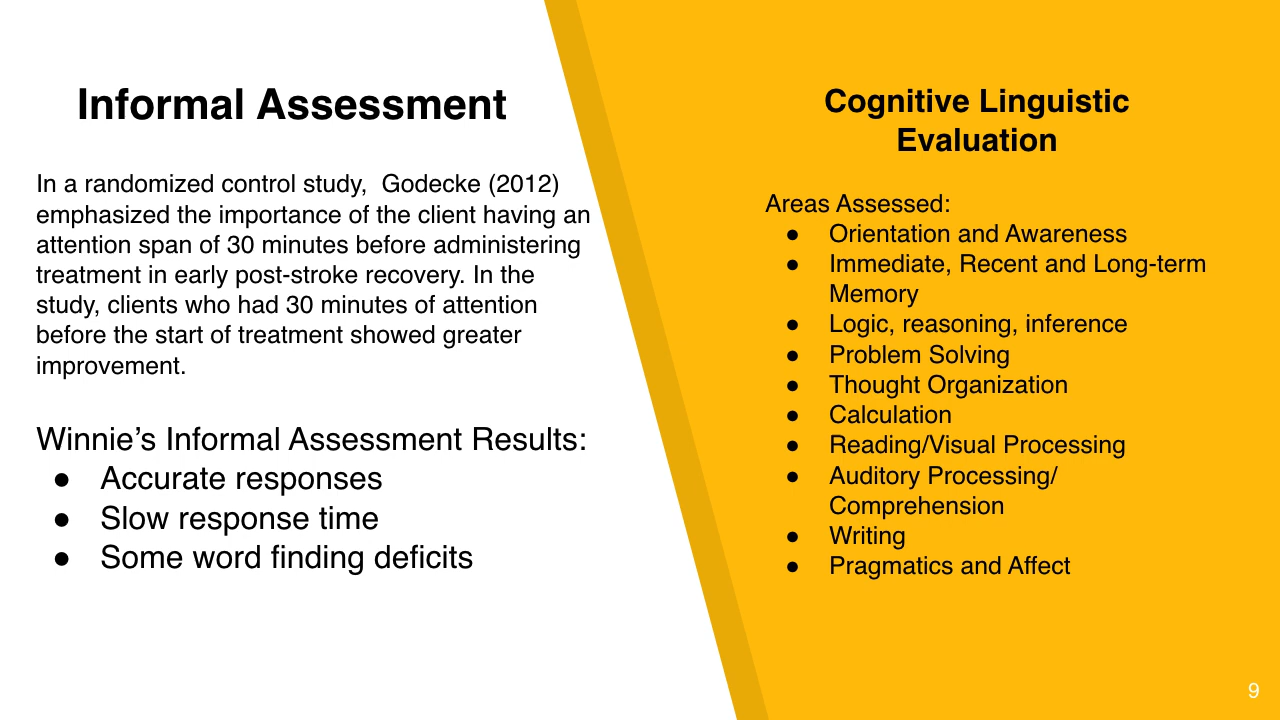 Informal Assessment
In a randomized control study,  Godecke (2012)
emphasized the importance of the client having an
attention span of 30 minutes before administering
treatment in early post-stroke recovery. In the
study, clients who had 30 minutes of attention
before the start of treatment showed greater
improvement.
Winnie’s Informal Assessment Results:
● Accurate responses
● Slow response time
● Some word finding deficits
Cognitive Linguistic
Evaluation
Areas Assessed:
● Orientation and Awareness
● Immediate, Recent and Long-term
Memory
● Logic, reasoning, inference
● Problem Solving
● Thought Organization
● Calculation
● Reading/Visual Processing
● Auditory Processing/
Comprehension
● Writing
● Pragmatics and Affect
9